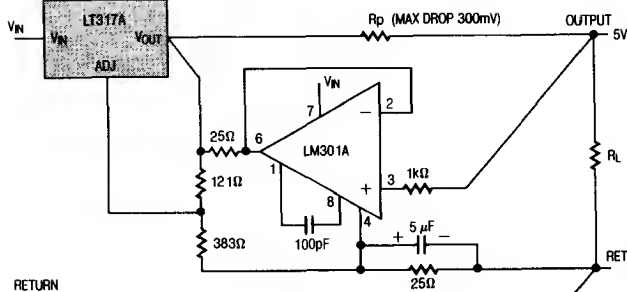 LT317A
VIN
VIN
VOUT
ADJ
Rp (MAX DROP 300mV)
OUTPUT
5V
VIN
7
2
25Ω
6
LM301A
1
3
1kΩ
RL
121Ω
8
4
100pF
+ 5 µF −
383Ω
25Ω
RET
RETURN